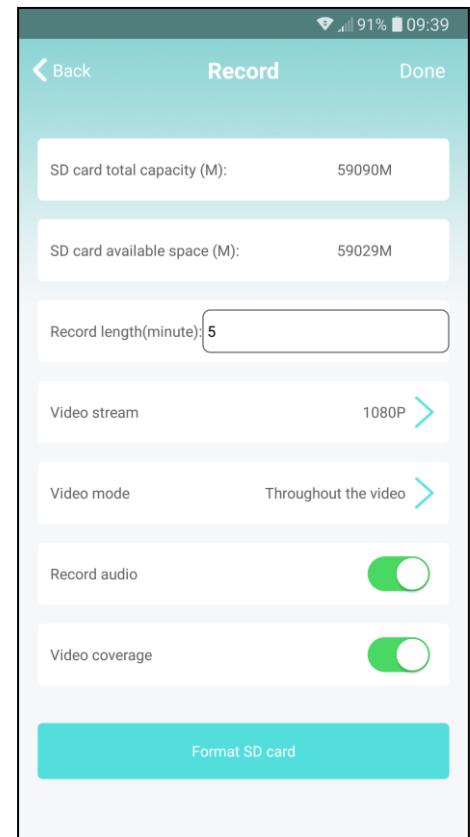 91% 09:39
Back Record Done
SD card total capacity (M): 59090M
SD card available space (M): 59029M
Record length(minute): 5
Video stream 1080P
Video mode Throughout the video
Record audio
Video coverage
Format SD card